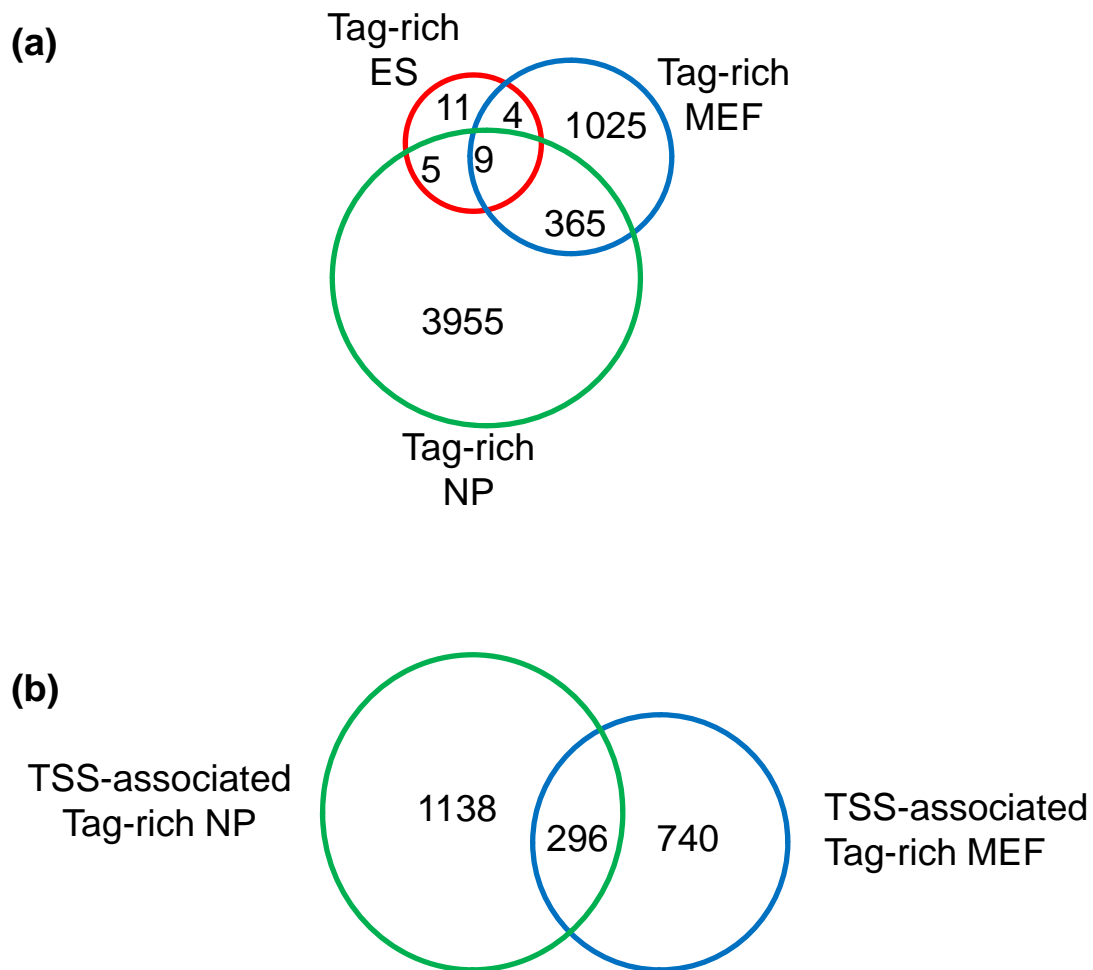 (a)
Tag-rich
ES
Tag-rich
MEF
11
4
1025
5
9
365
3955
Tag-rich
NP
(b)
TSS-associated
Tag-rich NP
1138
296
740
TSS-associated
Tag-rich MEF